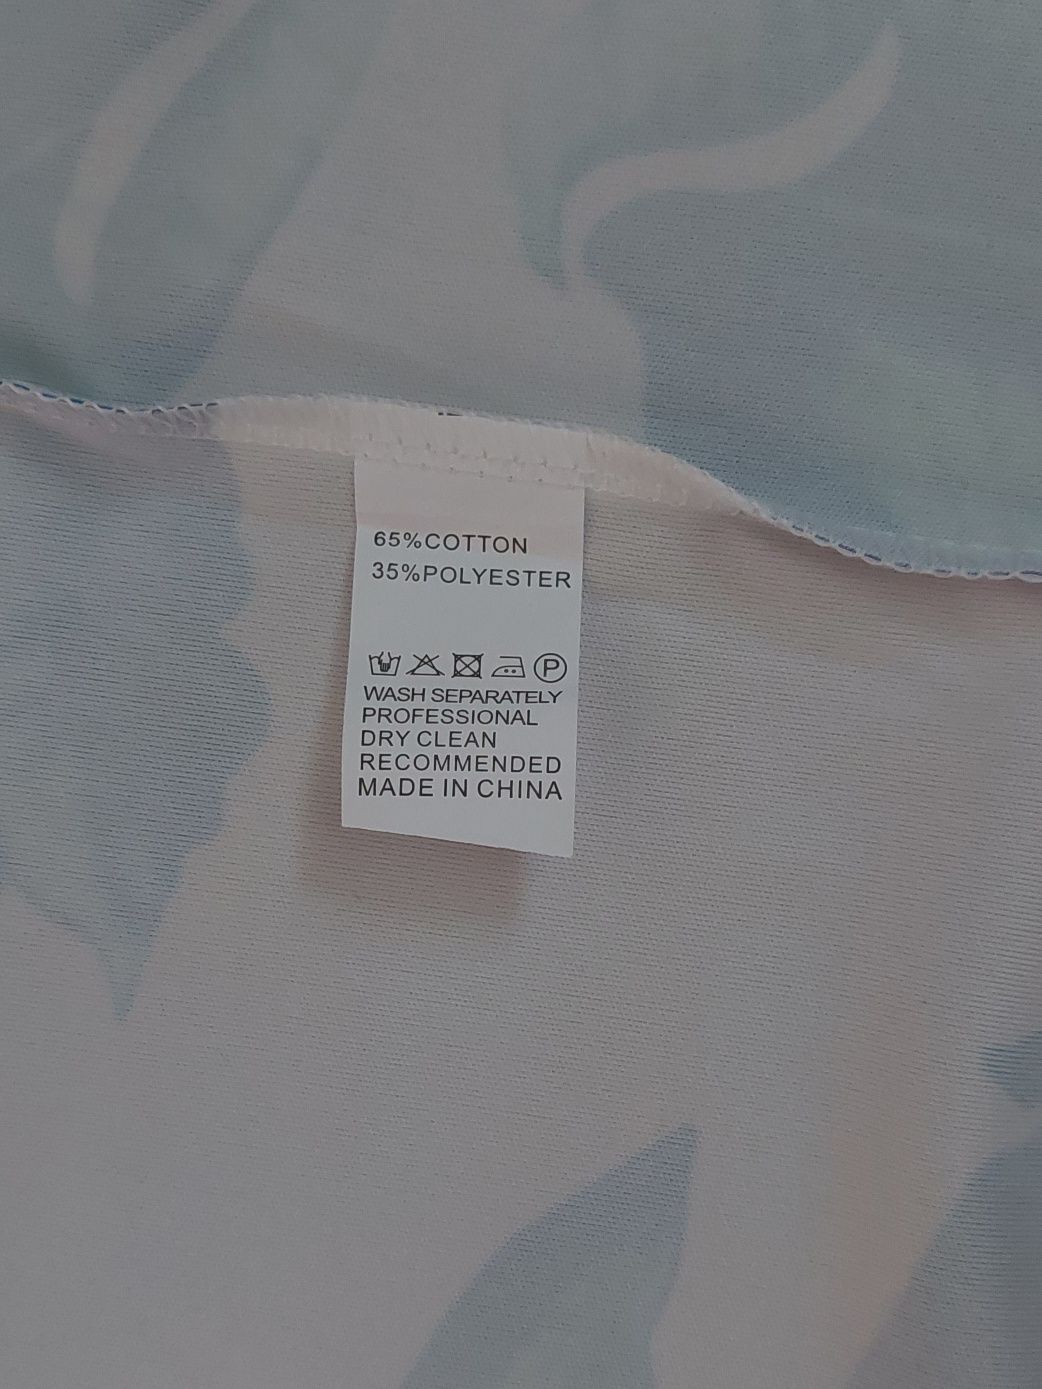 65%COTTON
35%POLYESTER
P
WASH SEPARATELY
PROFESSIONAL
DRY CLEAN
RECOMMENDED
MADE IN CHINA